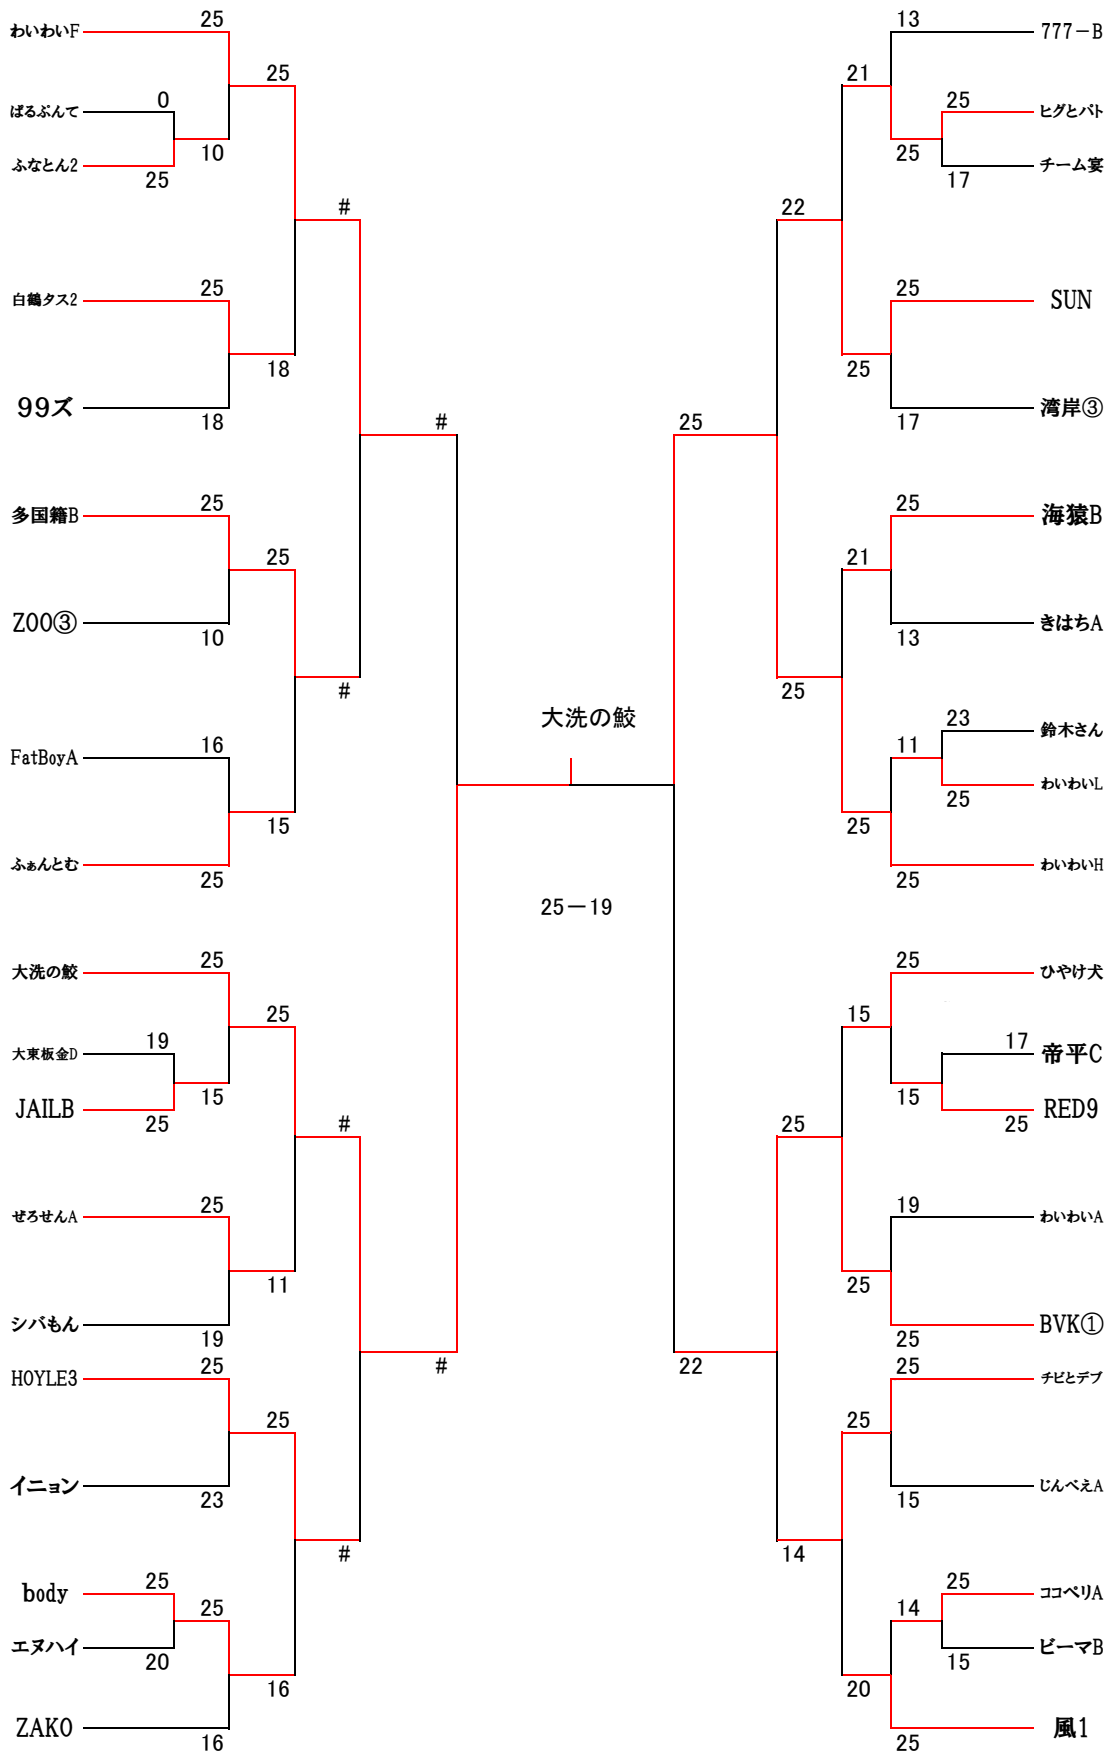 わいわいF 25
25
ぱるぷんて 0
ふなとん2 25
10
#
白鶴タス2 25
18
99ズ 18
#
多国籍B 25
25
ZOO③ 10
#
FatBoyA 16
15
ふぁんとむ 25
大洗の鮫 25
25
大東板金D 19
JAILB 25
15
#
ぜろせんA 25
11
シバもん 19
#
HOYLE3 25
25
イニョン 23
#
body 25
25
エヌハイ 20
16
ZAKO 16
大洗の鮫
25－19
13 777－B
21
25 ヒグとパト
25
17 チーム宴
22
25 SUN
25
17 湾岸③
25
25 海猿B
21
13 きはちA
25
23 鈴木さん
11
25 わいわいL
25
25 わいわいH
25 ひやけ犬
15
17 帝平C
15
25 RED9
25
19 わいわいA
25
25 BVK①
22
25 チビとデブ
25
15 じんべえA
14
25 ココペリA
14
15 ビーマB
20
25 風1